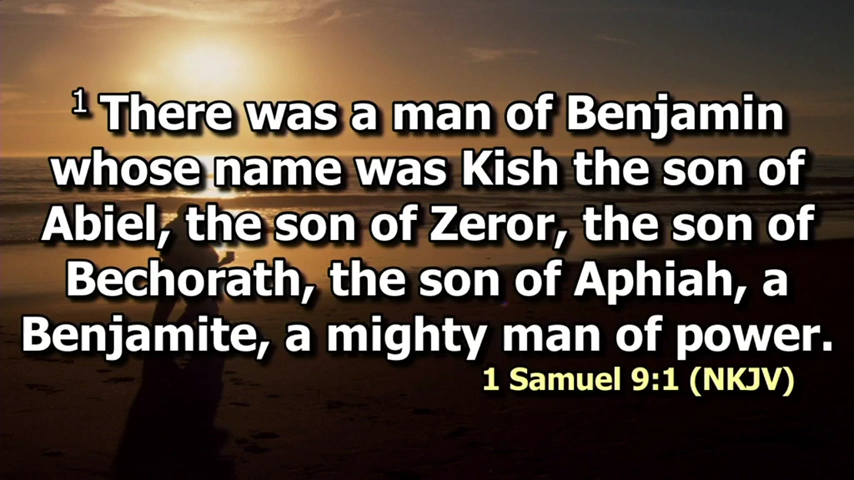 1 There was a man of Benjamin
whose name was Kish the son of
Abiel, the son of Zeror, the son of
Bechorath, the son of Aphiah, a
Benjamite, a mighty man of power.
1 Samuel 9:1 (NKJV)